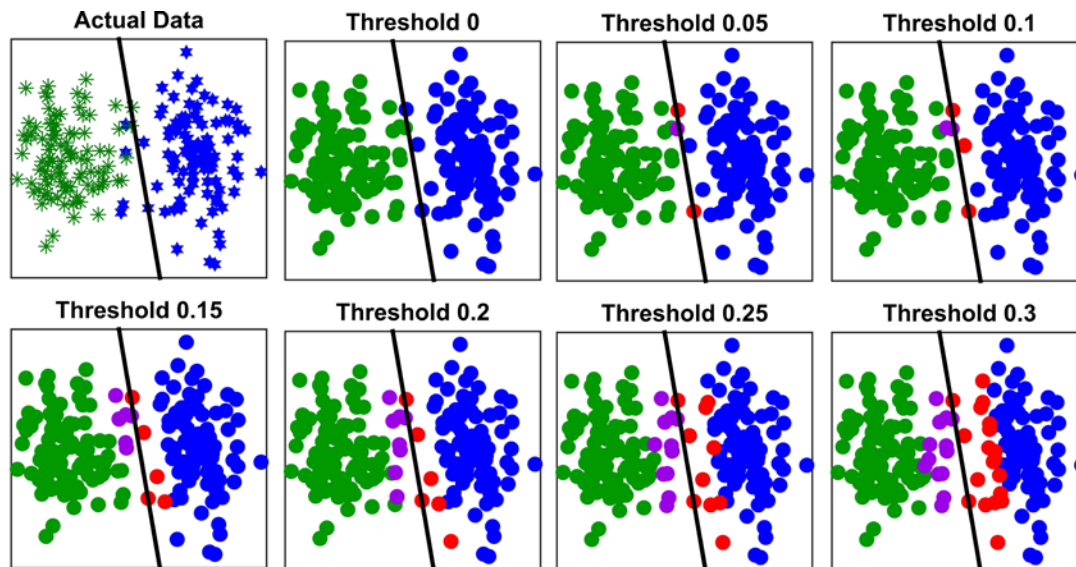 Actual Data
Threshold 0
Threshold 0.05
Threshold 0.1
Threshold 0.15
Threshold 0.2
Threshold 0.25
Threshold 0.3